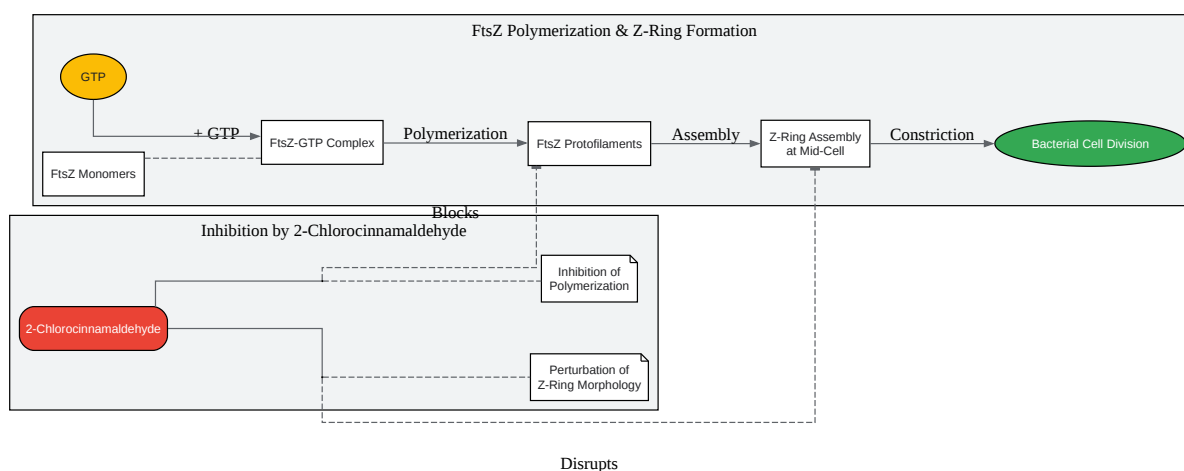 FtsZ Polymerization & Z-Ring Formation
GTP
+ GTP
FtsZ Monomers
FtsZ-GTP Complex
Polymerization
FtsZ Protofilaments
Assembly
Z-Ring Assembly
at Mid-Cell
Constriction
Bacterial Cell Division
Blocks
Inhibition by 2-Chlorocinnamaldehyde
Inhibition of
Polymerization
2-Chlorocinnamaldehyde
Perturbation of
Z-Ring Morphology
Disrupts